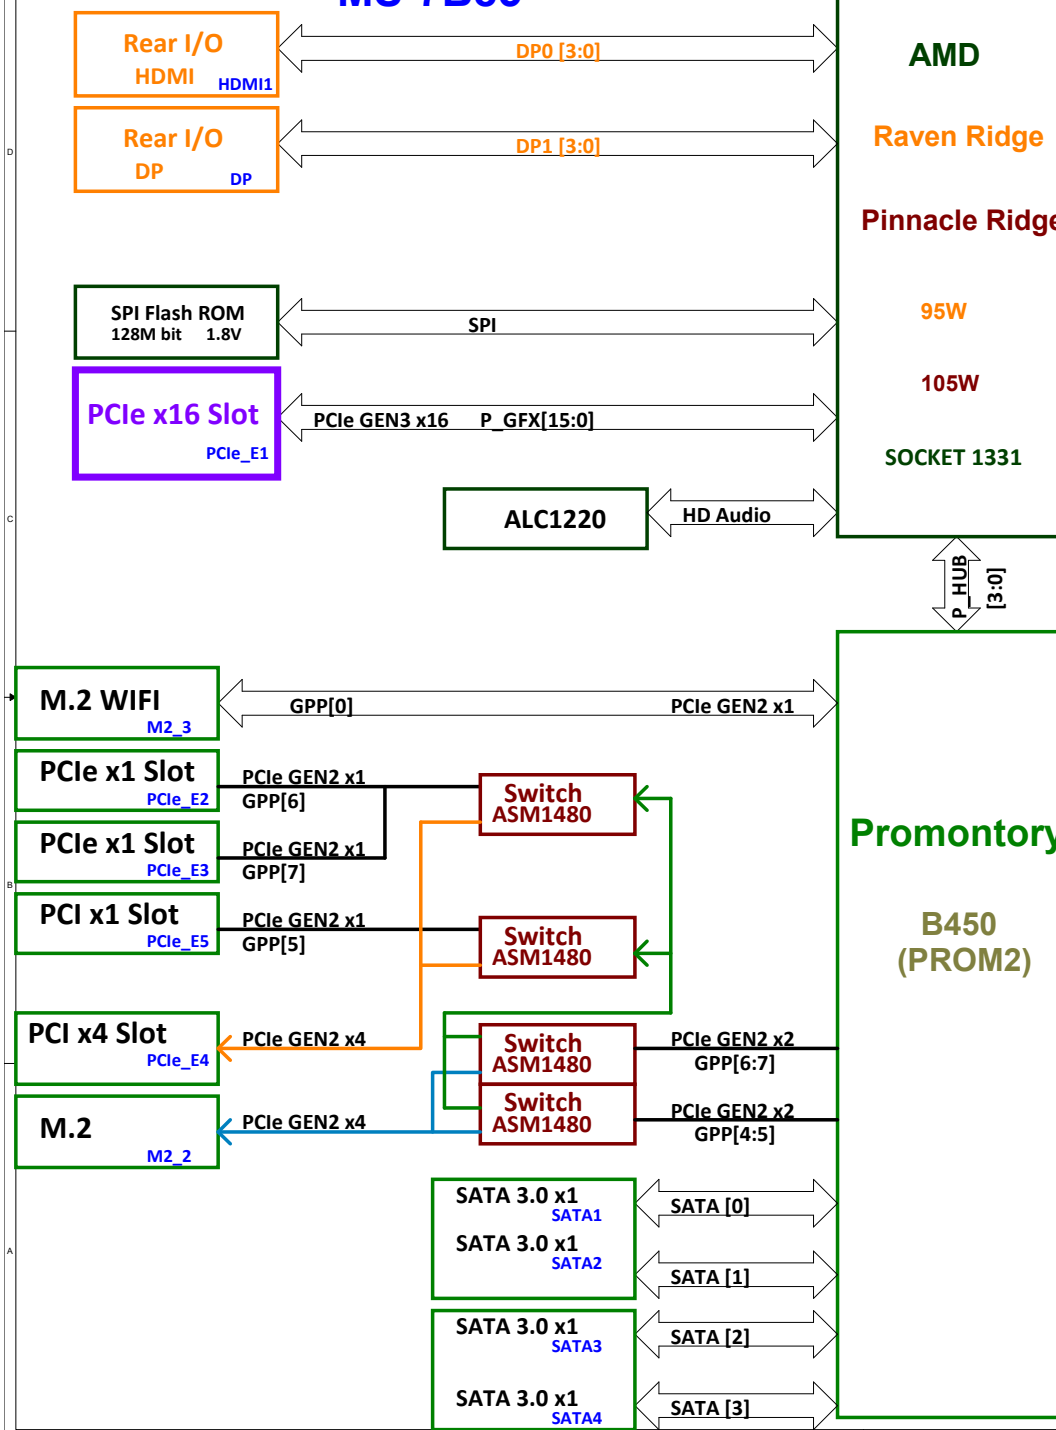 Rear I/O
HDMI
HDMI1
DP0 [3:0]
AMD
Rear I/O
DP
DP
DP1 [3:0]
Raven Ridge
Pinnacle Ridge
SPI Flash ROM
128M bit 1.8V
SPI
95W
105W
PCIe x16 Slot
PCIe_E1
PCIe GEN3 x16 P_GFX[15:0]
SOCKET 1331
ALC1220
HD Audio
P_HUB
[3:0]
M.2 WIFI
M2_3
GPP[0]
PCIe GEN2 x1
PCIe x1 Slot
PCIe_E2
PCIe GEN2 x1
GPP[6]
Switch
ASM1480
PCIe x1 Slot
PCIe_E3
PCIe GEN2 x1
GPP[7]
Promontory
PCI x1 Slot
PCIe_E5
PCIe GEN2 x1
GPP[5]
Switch
ASM1480
B450
(PROM2)
PCI x4 Slot
PCIe_E4
PCIe GEN2 x4
Switch
ASM1480
PCIe GEN2 x2
GPP[6:7]
M.2
M2_2
PCIe GEN2 x4
Switch
ASM1480
PCIe GEN2 x2
GPP[4:5]
SATA 3.0 x1
SATA1
SATA [0]
SATA 3.0 x1
SATA2
SATA [1]
SATA 3.0 x1
SATA3
SATA [2]
SATA 3.0 x1
SATA4
SATA [3]
D
C
B
A